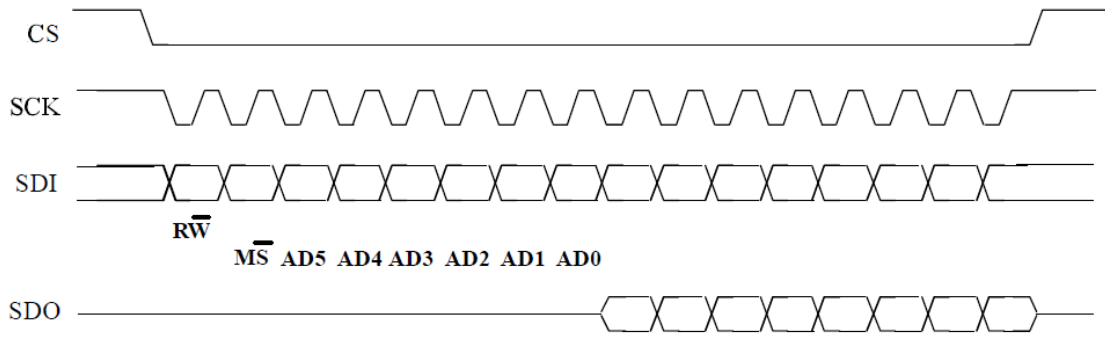 CS
SCK
SDI
RW̅
MS̅ AD5 AD4 AD3 AD2 AD1 AD0
SDO